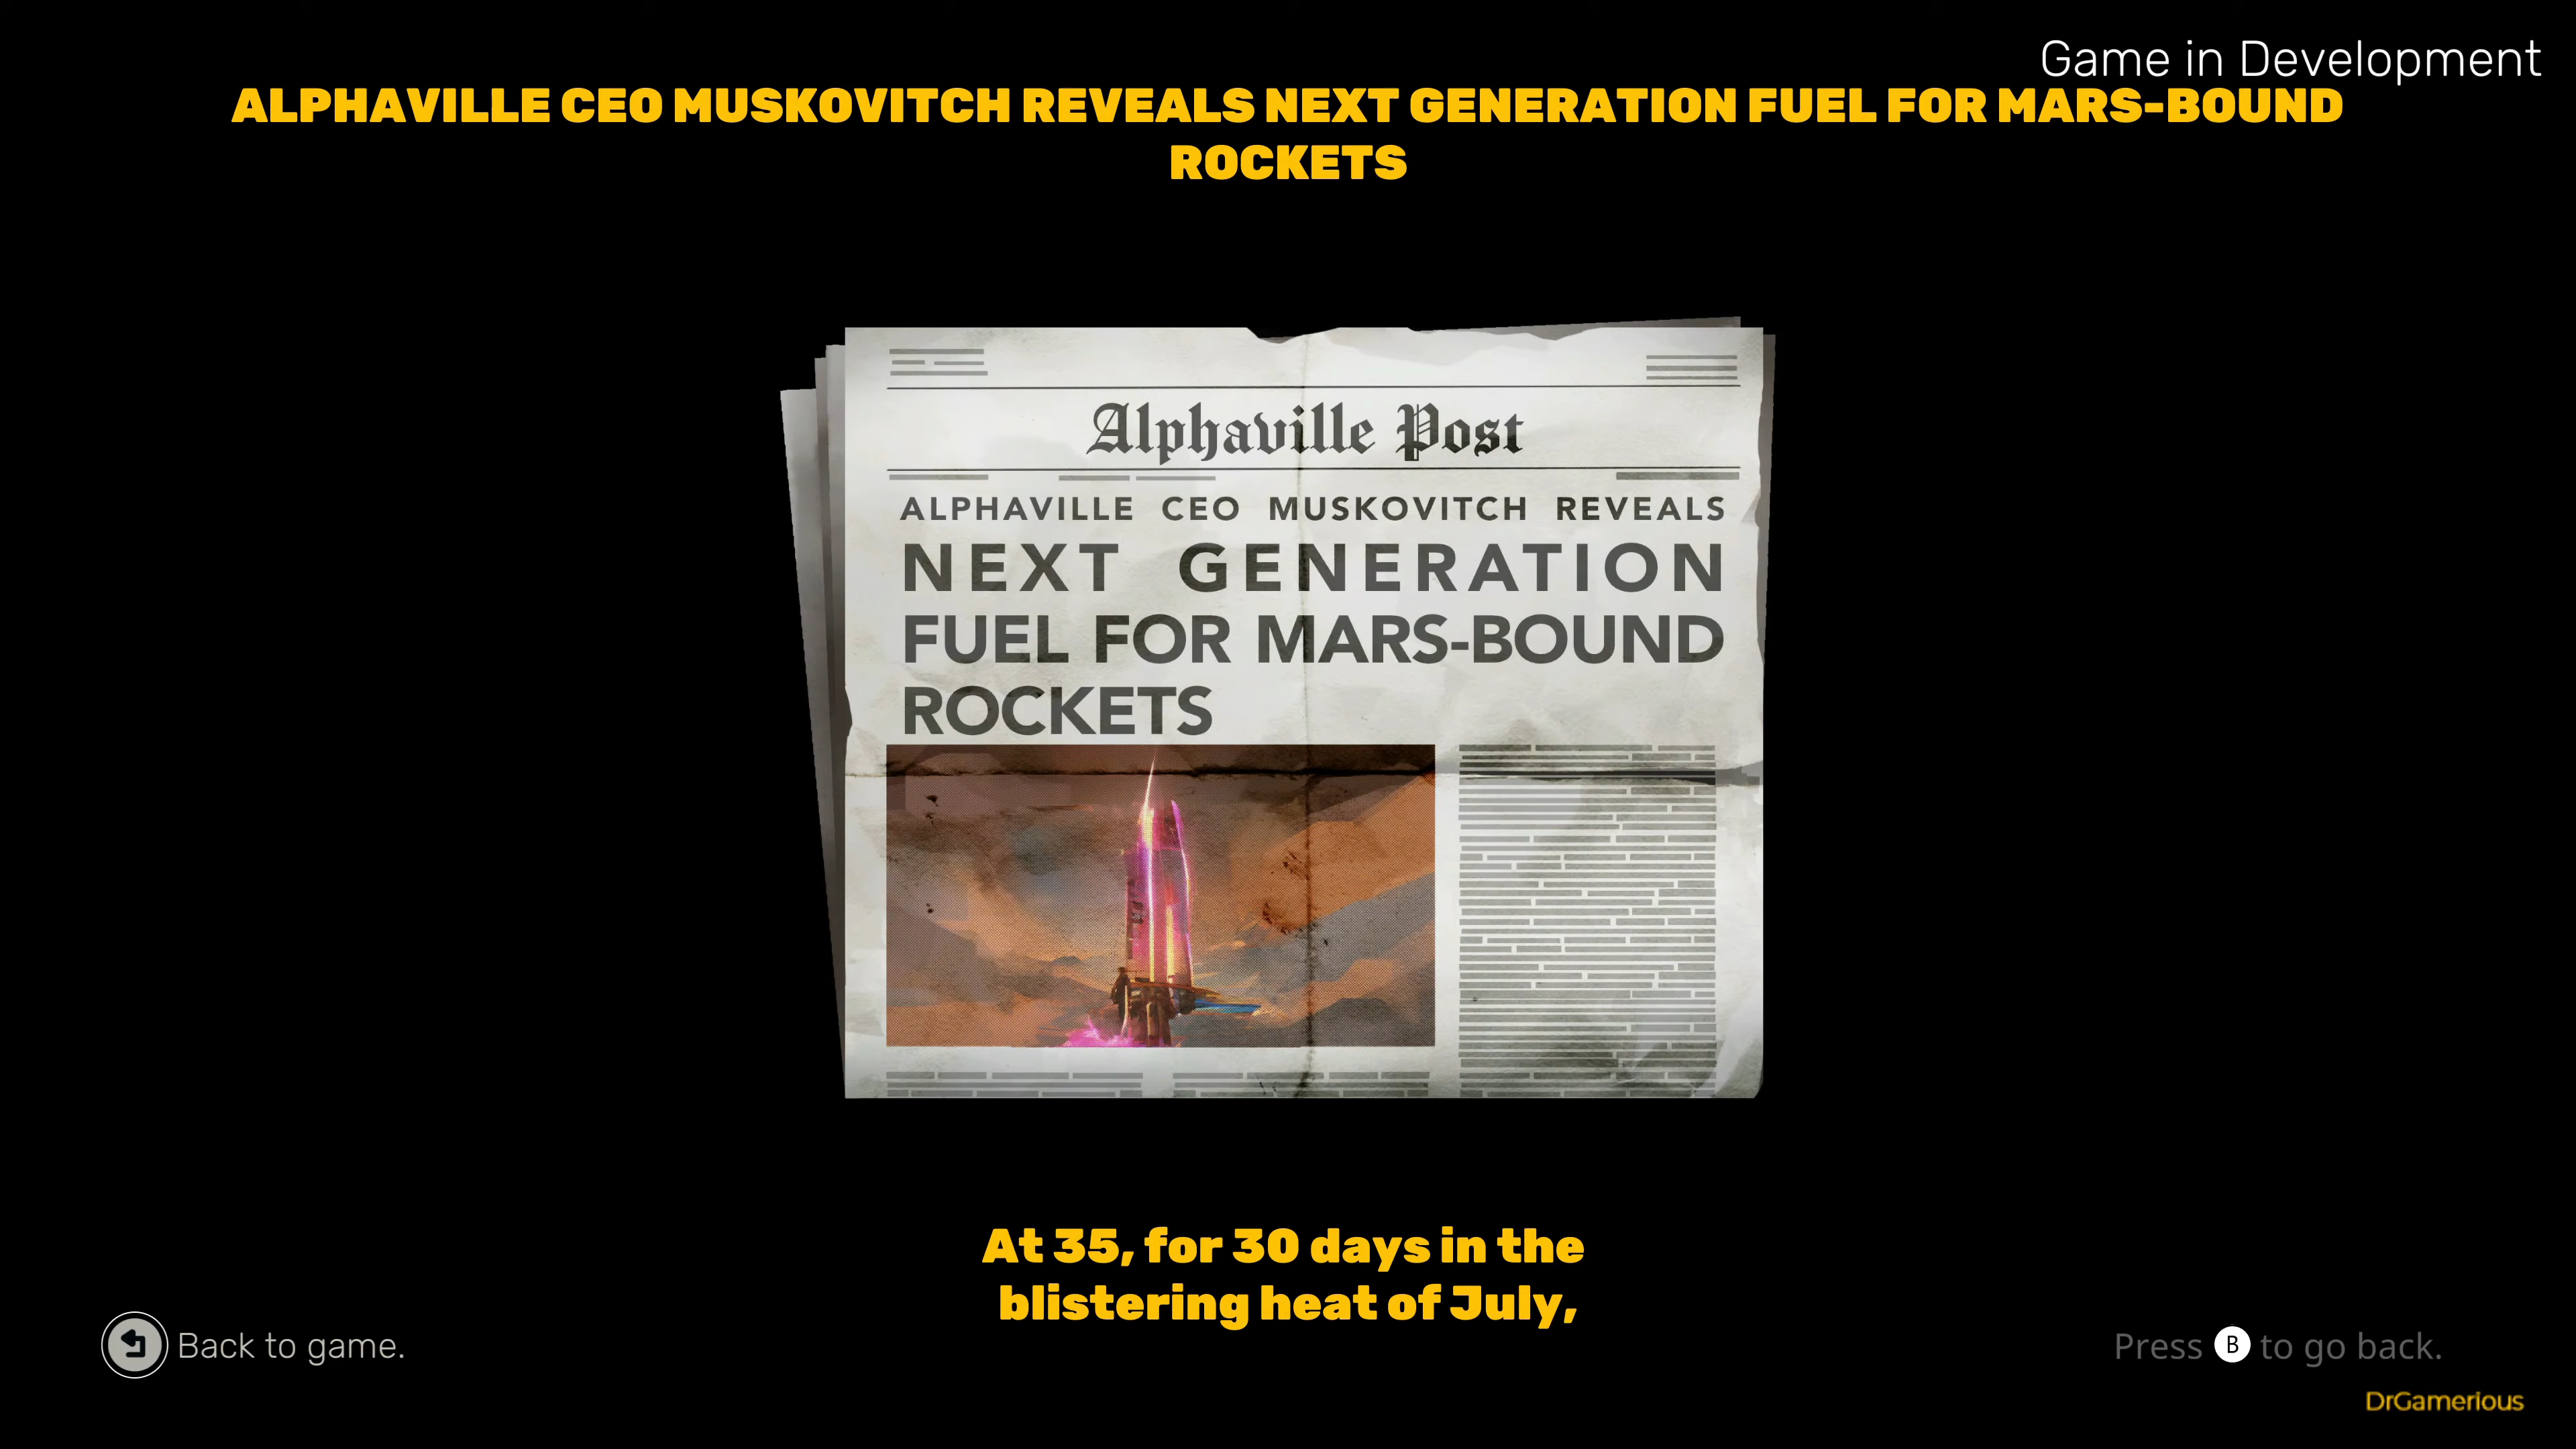 Game in Development
ALPHAVILLE CEO MUSKOVITCH REVEALS NEXT GENERATION FUEL FOR MARS-BOUND
ROCKETS
Alphaville Post
ALPHAVILLE CEO MUSKOVITCH REVEALS
NEXT GENERATION
FUEL FOR MARS-BOUND
ROCKETS
At 35, for 30 days in the
blistering heat of July,
Back to game.
Press B to go back.
DrGamerious